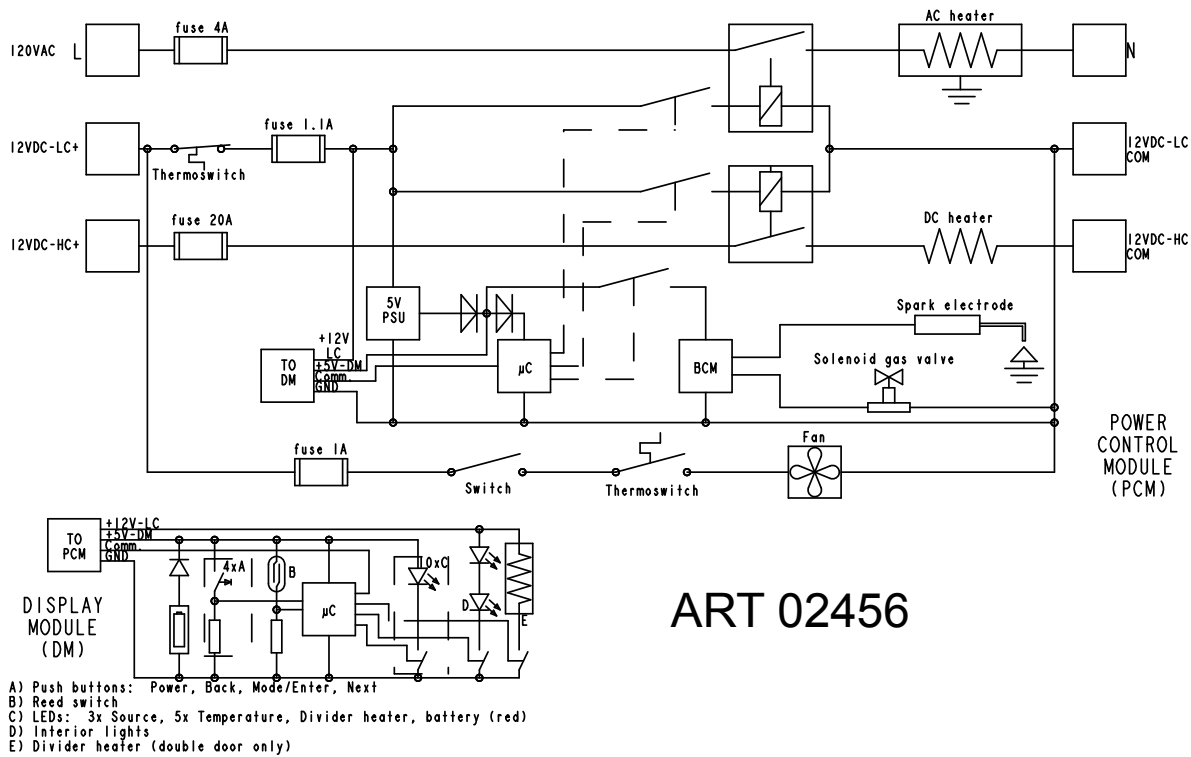 fuse 4A
AC heater
120VAC L
N
fuse 1.1A
12VDC-LC+
Thermoswitch
12VDC-LC
COM
fuse 20A
DC heater
12VDC-HC+
12VDC-HC
COM
5V
PSU
Spark electrode
+12V
LC
+5V-DM
Comm.
GND
TO
DM
µC
BCM
Solenoid gas valve
POWER
CONTROL
MODULE
(PCM)
fuse 1A
Fan
Switch
Thermoswitch
TO
PCM
+12V-LC
+5V-DM
Comm.
GND
4xA
B
µC
10xC
D
E
DISPLAY
MODULE
(DM)
ART 02456
A) Push buttons: Power, Back, Mode/Enter, Next
B) Reed switch
C) LEDs: 3x Source, 5x Temperature, Divider heater, battery (red)
D) Interior lights
E) Divider heater (double door only)